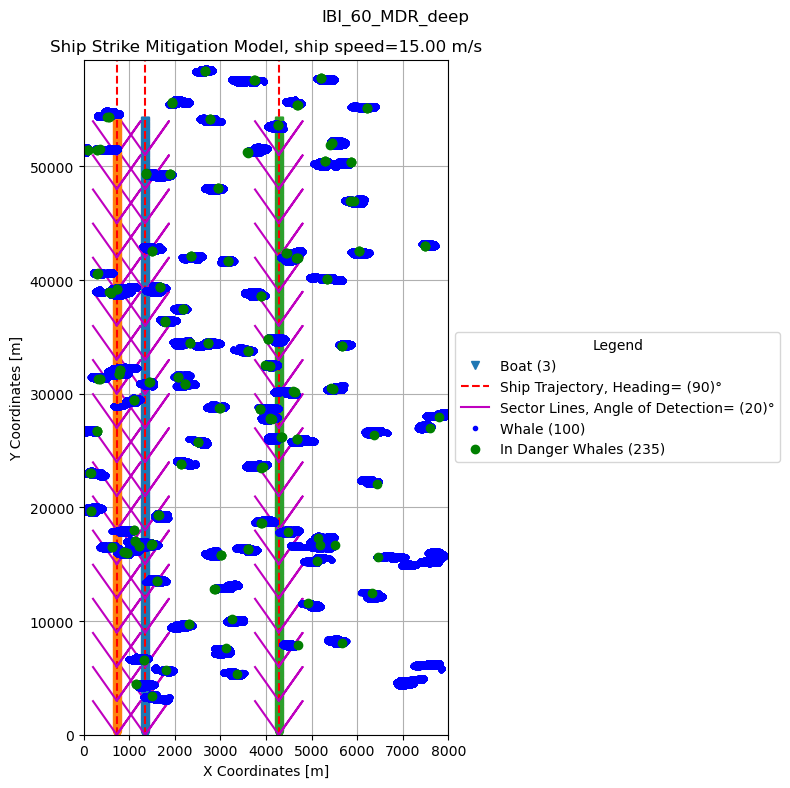 IBI_60_MDR_deep
Ship Strike Mitigation Model, ship speed=15.00 m/s
50000
40000
30000
20000
10000
0
Y Coordinates [m]
0 1000 2000 3000 4000 5000 6000 7000 8000
X Coordinates [m]
Legend
Boat (3)
Ship Trajectory, Heading= (90)°
Sector Lines, Angle of Detection= (20)°
Whale (100)
In Danger Whales (235)